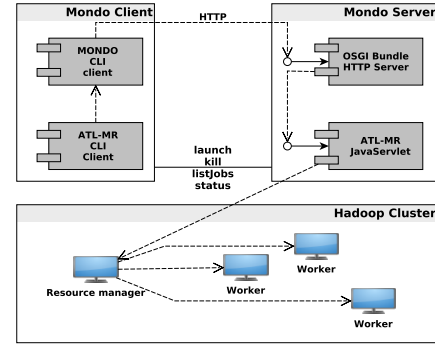 Mondo Client
HTTP
Mondo Server
MONDO
CLI
client
OSGI Bundle
HTTP Server
ATL-MR
CLI
Client
launch
kill
listJobs
status
ATL-MR
JavaServlet
Hadoop Cluster
Resource manager
Worker
Worker
Worker